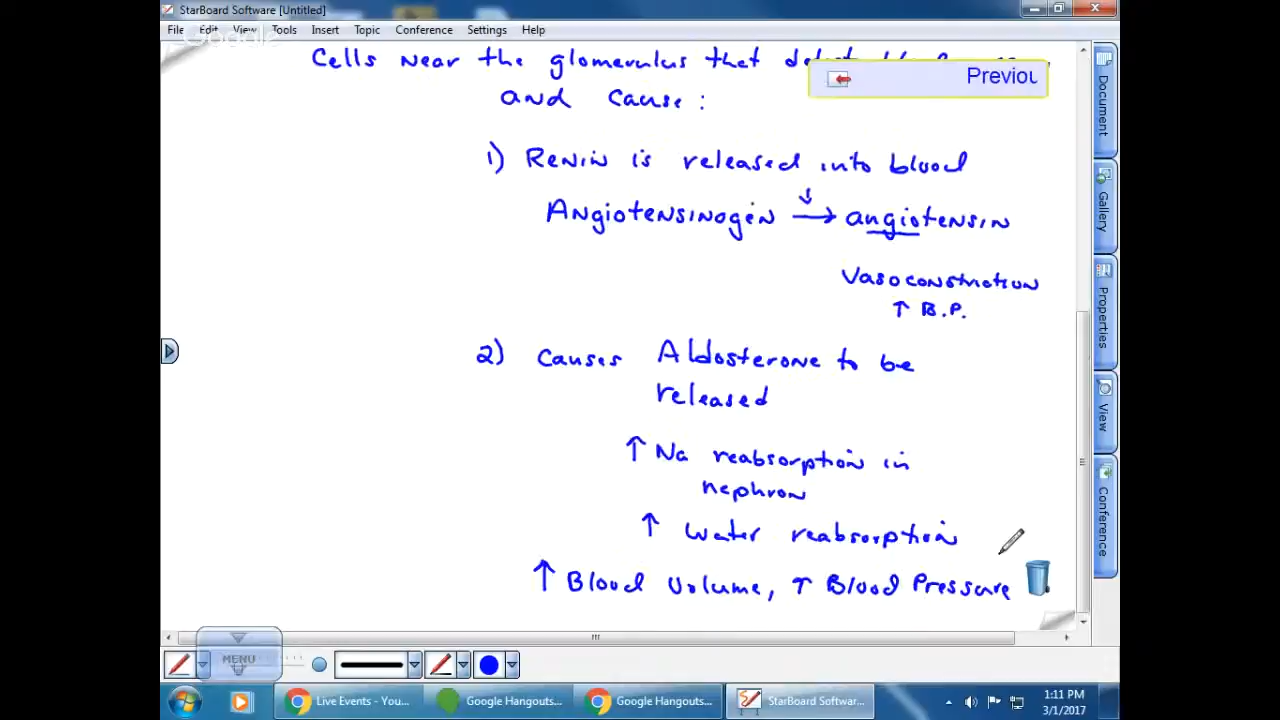 StarBoard Software [Untitled]
File Edit View Tools Insert Topic Conference Settings Help
Google
Cells near the glomerulus that
Previou
and cause:
1) Renin is released into blood
Angiotensinogen → angiotensin
Vasoconstriction
↑ B.P.
2) causes Aldosterone to be
released
↑ Na reabsorption in
nephron
↑ Water reabsorption
↑ Blood Volume, ↑ Blood Pressure
Document
Gallery
Properties
View
Conference
MENU
Live Events - You...
Google Hangouts...
Google Hangouts...
StarBoard Softwar...
1:11 PM
3/1/2017